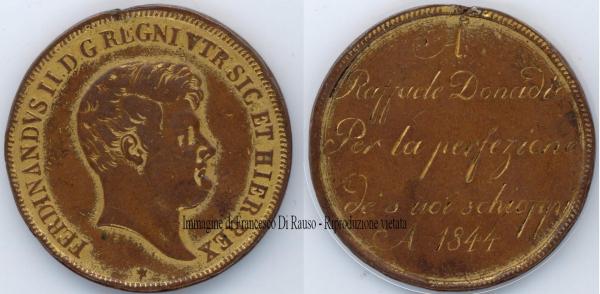 FERDINANDVS II.D.G.REGNI VTR.SIC.ET HIER.REX
A
Raffaele Donadio
Per la perfezione
de' suoi schioppi
A. 1844
Immagine di Francesco Di Rauso - Riproduzione vietata